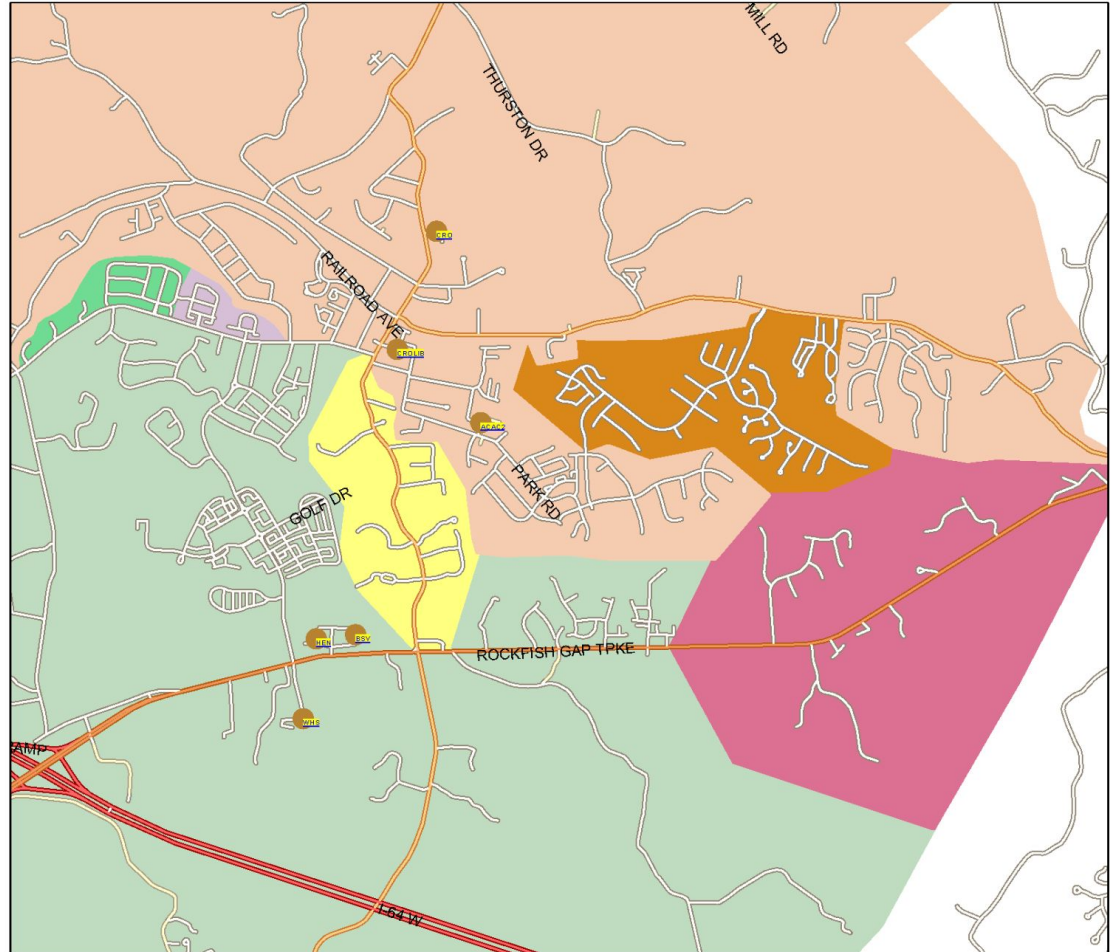 MILL RD
THURSTON DR
CRO
RAILROAD AVE
CROLIB
ACAC2
PARK RD
GOLF DR
HEN
BSV
ROCKFISH GAP TPKE
WHS
AMP
I-64 W